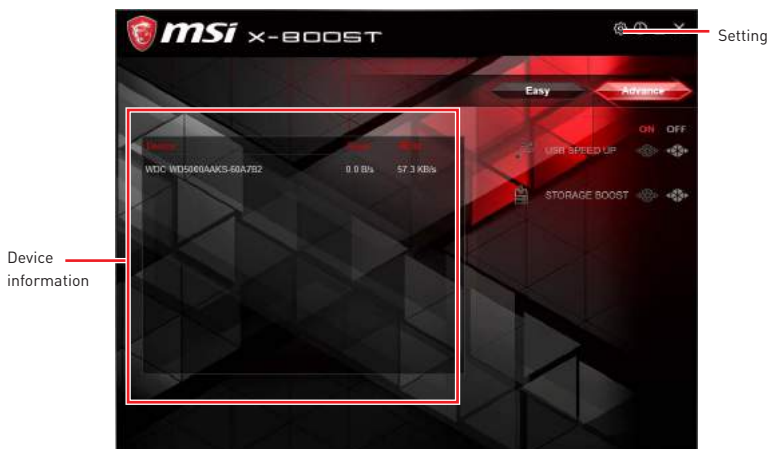 msi X-BOOST
Setting
Easy Advance
ON OFF
Device Read Write
WDC WD5000AAKS-60A7B2 0.0 B/s 57.3 KB/s
USB SPEED UP
STORAGE BOOST
Device
information